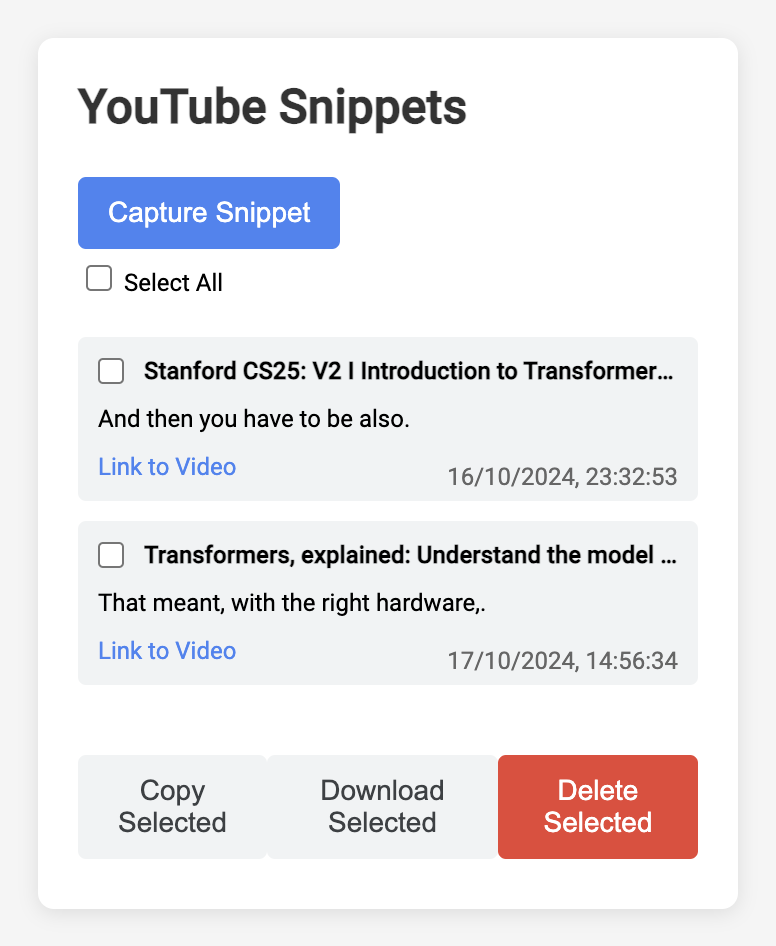 YouTube Snippets
Capture Snippet
Select All
Stanford CS25: V2 I Introduction to Transformer...
And then you have to be also.
Link to Video
16/10/2024, 23:32:53
Transformers, explained: Understand the model ...
That meant, with the right hardware,.
Link to Video
17/10/2024, 14:56:34
Copy
Selected
Download
Selected
Delete
Selected